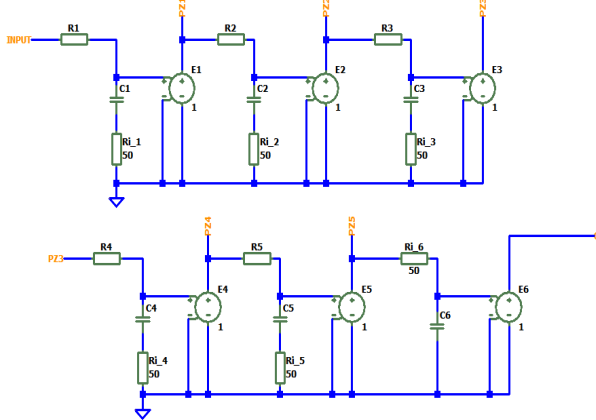 PZ1
PZ2
PZ3
R1
R2
R3
INPUT
E1
E2
E3
C1
C2
C3
1
1
1
Ri_1
50
Ri_2
50
Ri_3
50
PZ4
PZ5
R4
R5
Ri_6
PZ3
50
E4
E5
E6
C4
C5
C6
1
1
1
Ri_4
50
Ri_5
50